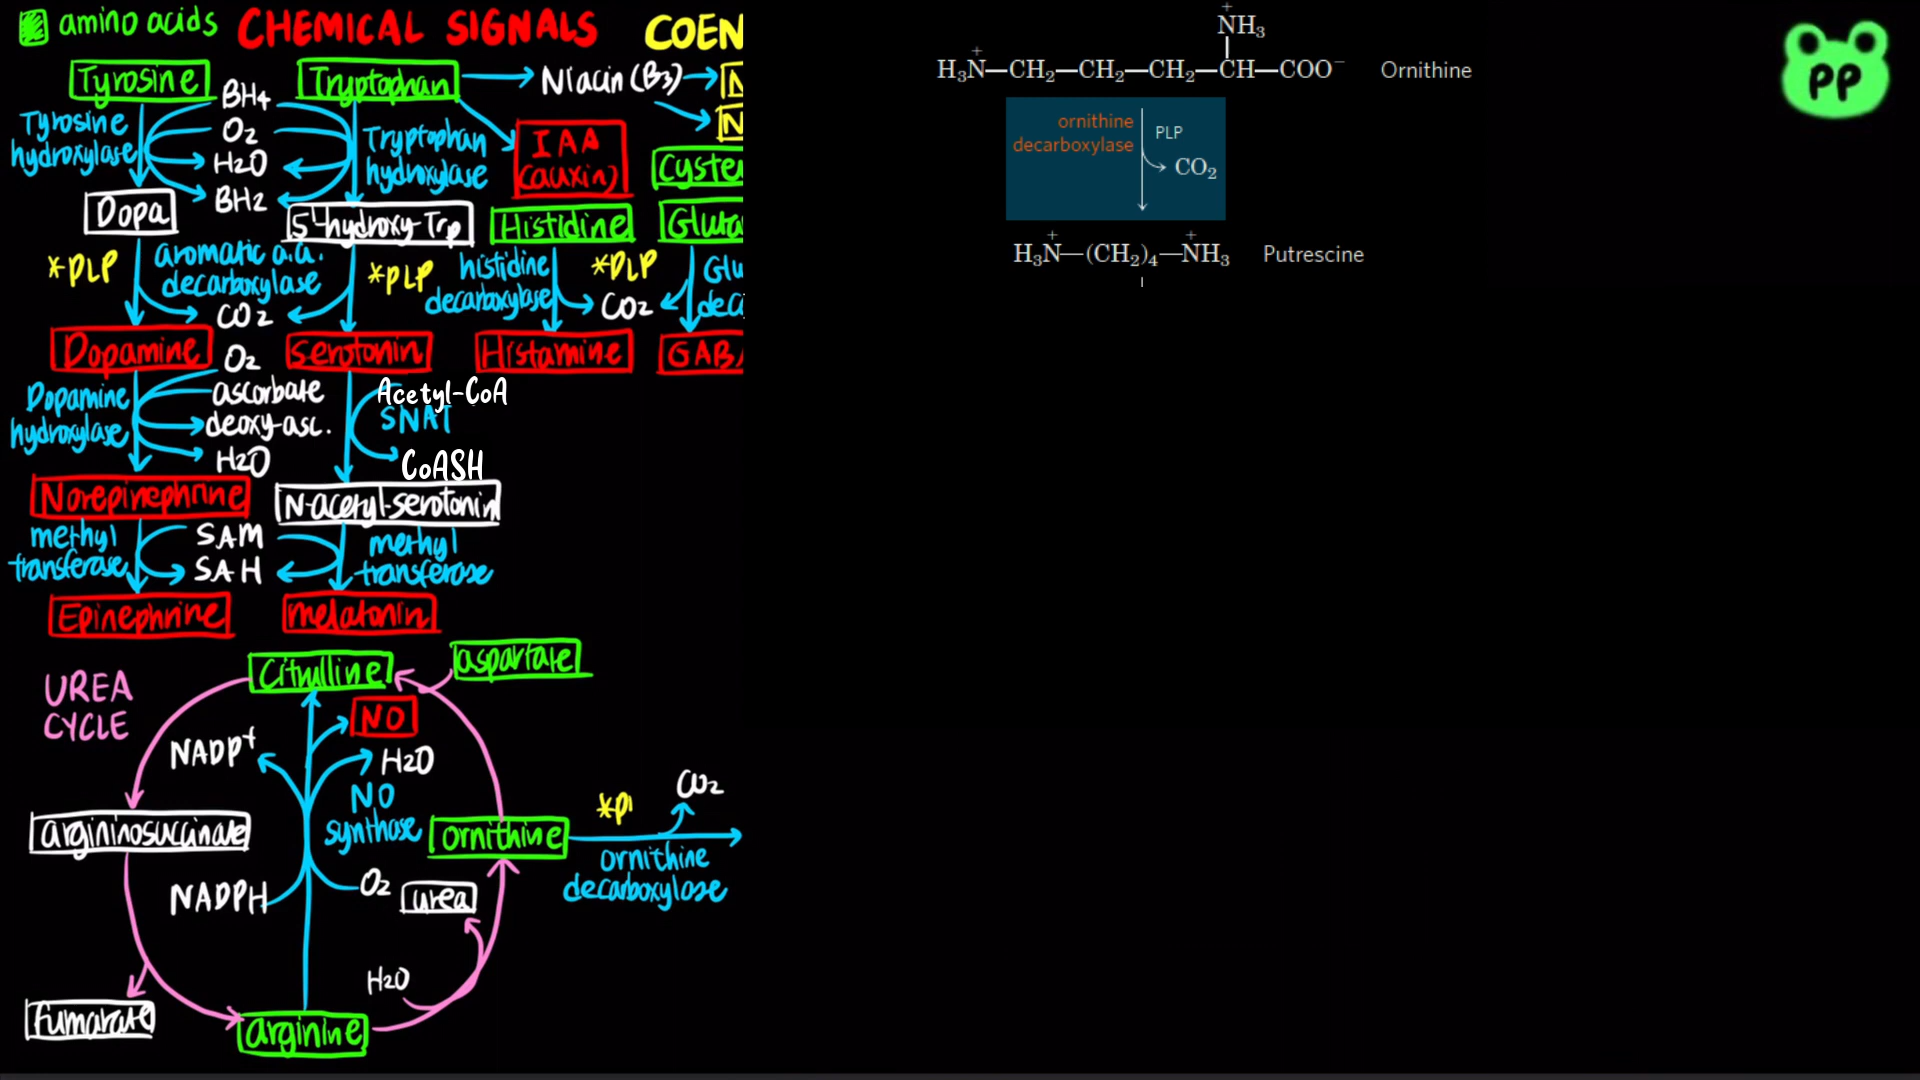 amino acids CHEMICAL SIGNALS COEN
Tyrosine
BH4
Tryptophan
Niacin (B3)
N
N
Tyrosine
hydroxylase
O2
H2O
BH2
Tryptophan
hydroxylase
IAA
(auxin)
Cyste
Dopa
5-hydroxy-Trp
Histidine
Gluta
*PLP
aromatic a.a.
decarboxylase
CO2
*PLP
histidine
decarboxylase
*PLP
CO2
Glu
deca
Dopamine
Serotonin
Histamine
GABA
O2
ascorbate
deoxy-asc.
H2O
Dopamine
hydroxylase
Acetyl-CoA
SNAT
CoASH
Norepinephrine
N-acetyl-serotonin
methyl
transferase
SAM
SAH
methyl
transferase
Epinephrine
melatonin
UREA
CYCLE
Citrulline
aspartate
NO
H2O
NADP+
NO
synthase
argininosuccinate
ornithine
*P
CO2
ornithine
decarboxylase
NADPH
O2
urea
H2O
fumarate
arginine
+
NH3
+
H3N—CH2—CH2—CH2—CH—COO− Ornithine
ornithine
decarboxylase
PLP
CO2
+ +
H3N—(CH2)4—NH3 Putrescine
PP